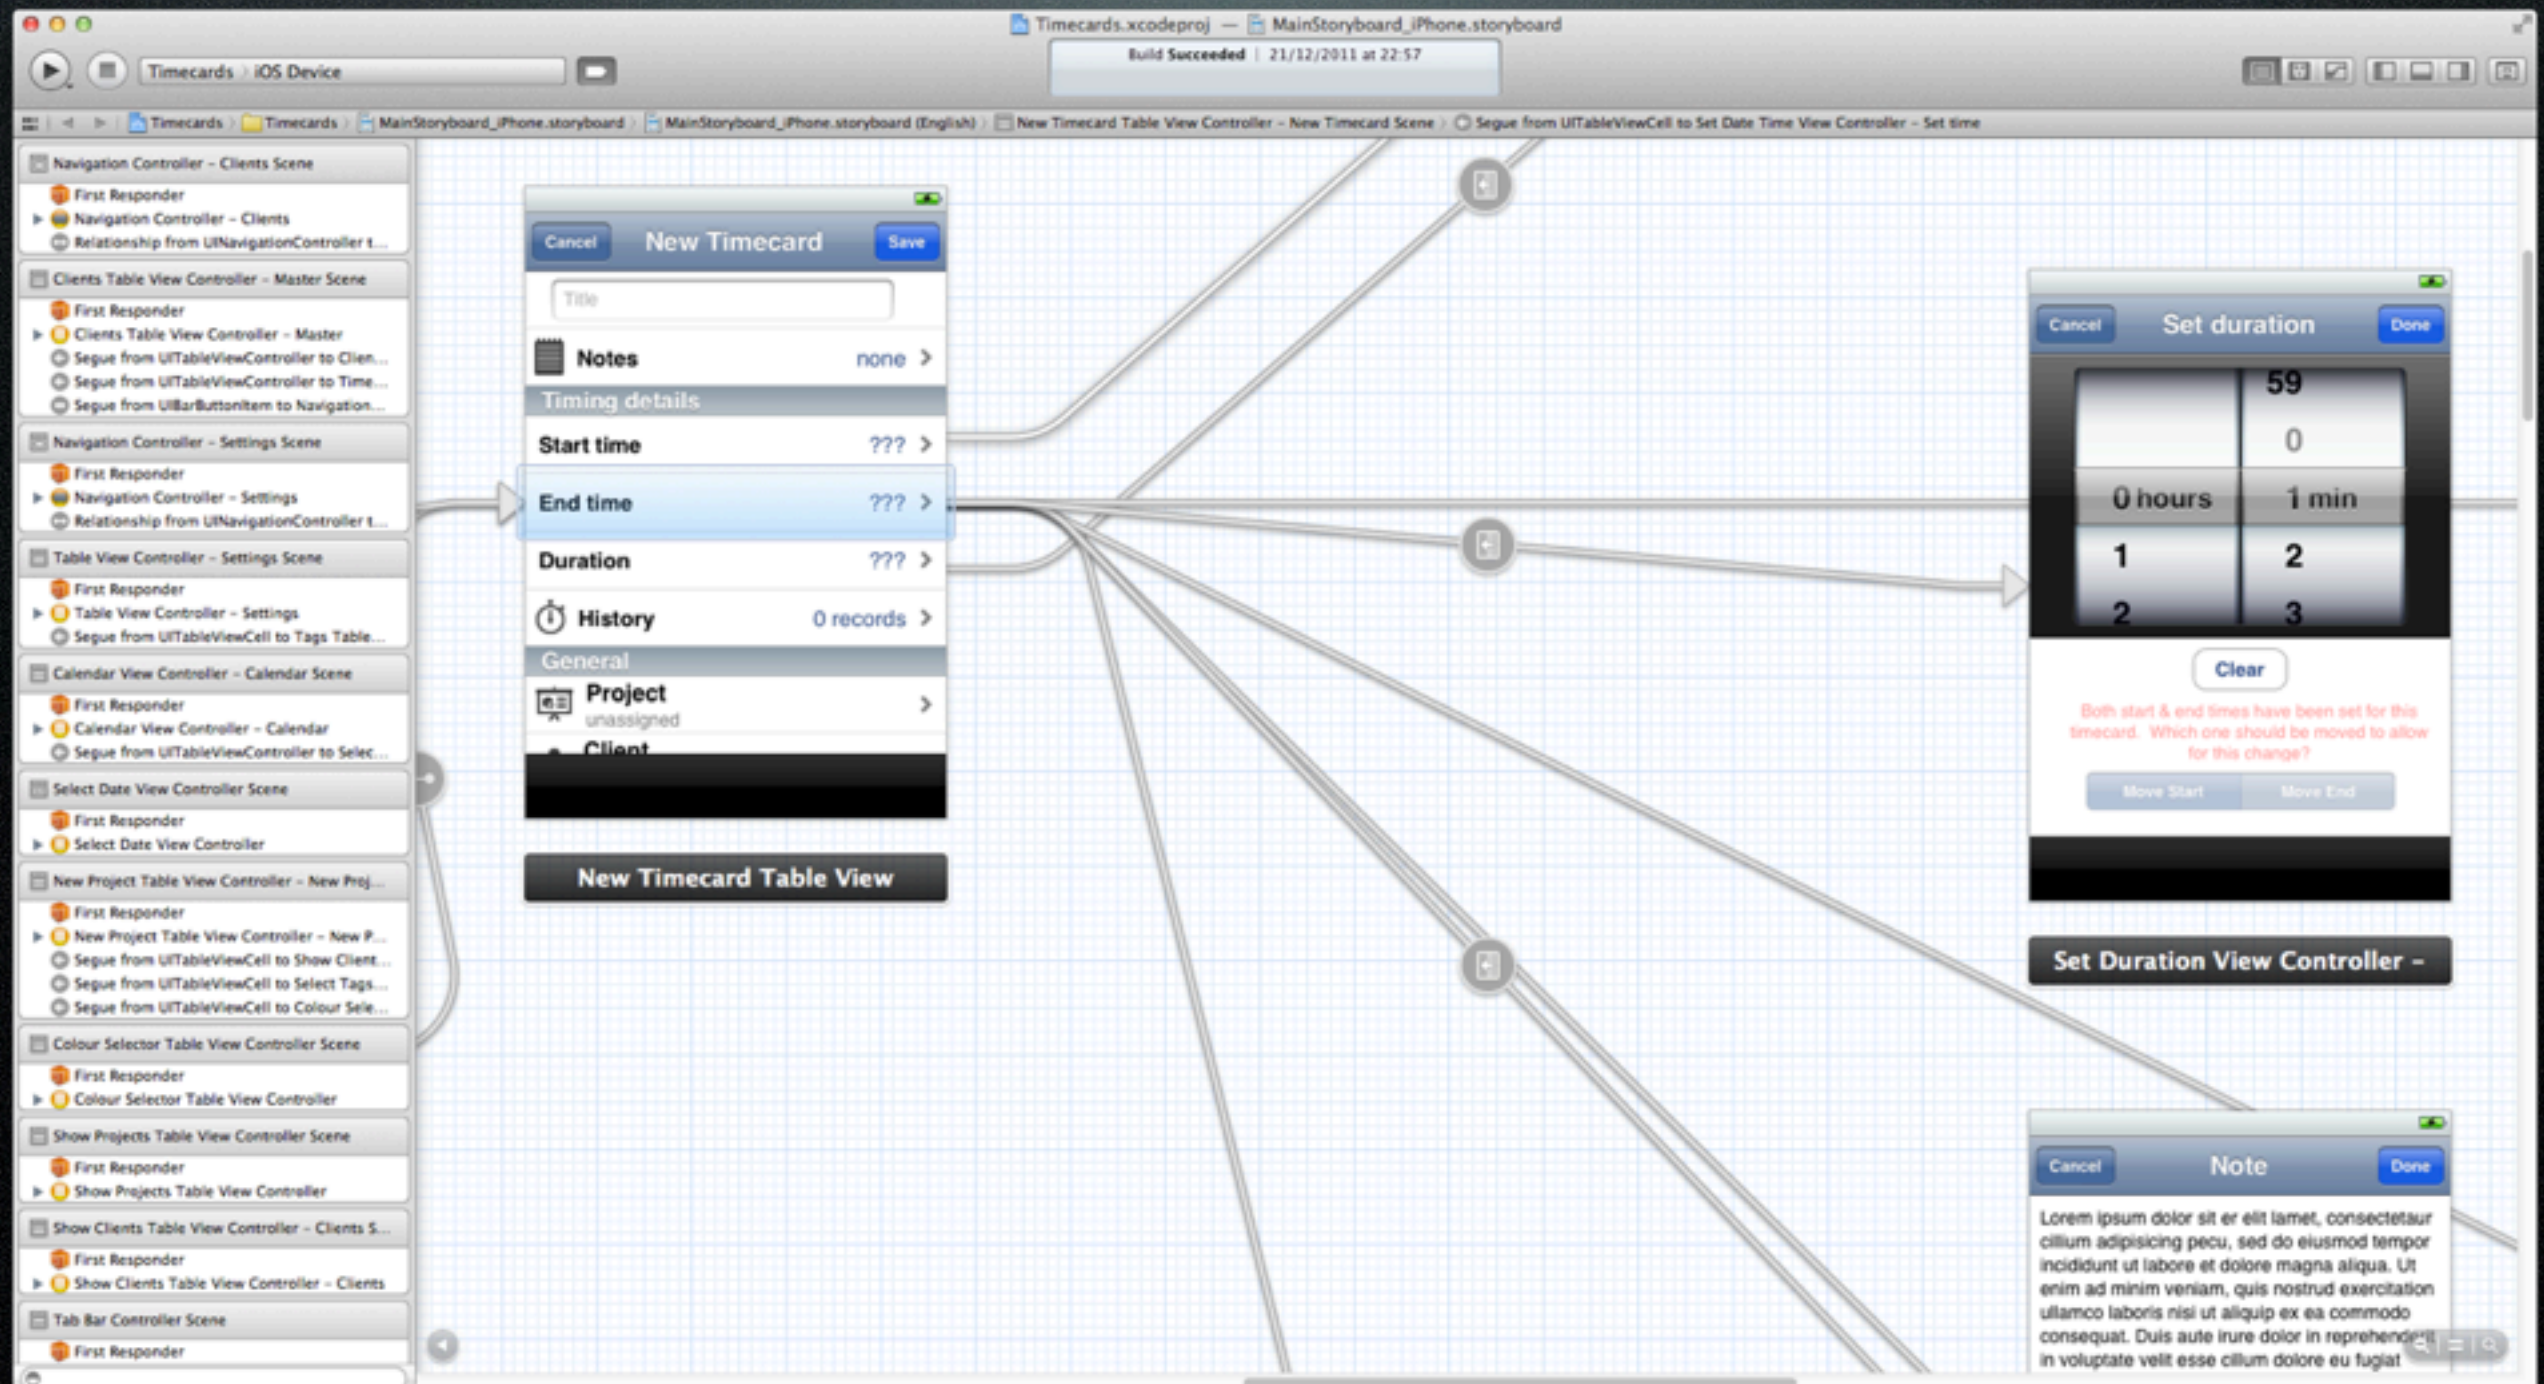 Timecards.xcodeproj — MainStoryboard_iPhone.storyboard
Build Succeeded | 21/12/2011 at 22:57
Timecards iOS Device
Timecards Timecards MainStoryboard_iPhone.storyboard MainStoryboard_iPhone.storyboard (English) New Timecard Table View Controller – New Timecard Scene Segue from UITableViewCell to Set Date Time View Controller – Set time
Navigation Controller – Clients Scene
First Responder
Navigation Controller – Clients
Relationship from UINavigationController t...
Clients Table View Controller – Master Scene
First Responder
Clients Table View Controller – Master
Segue from UITableViewController to Clien...
Segue from UITableViewController to Time...
Segue from UIBarButtonItem to Navigation...
Navigation Controller – Settings Scene
First Responder
Navigation Controller – Settings
Relationship from UINavigationController t...
Table View Controller – Settings Scene
First Responder
Table View Controller – Settings
Segue from UITableViewCell to Tags Table...
Calendar View Controller – Calendar Scene
First Responder
Calendar View Controller – Calendar
Segue from UITableViewController to Selec...
Select Date View Controller Scene
First Responder
Select Date View Controller
New Project Table View Controller – New Proj...
First Responder
New Project Table View Controller – New P...
Segue from UITableViewCell to Show Client...
Segue from UITableViewCell to Select Tags...
Segue from UITableViewCell to Colour Sele...
Colour Selector Table View Controller Scene
First Responder
Colour Selector Table View Controller
Show Projects Table View Controller Scene
First Responder
Show Projects Table View Controller
Show Clients Table View Controller – Clients S...
First Responder
Show Clients Table View Controller – Clients
Tab Bar Controller Scene
First Responder
Cancel New Timecard Save
Title
Notes none
Timing details
Start time ???
End time ???
Duration ???
History 0 records
General
Project
unassigned
Client
New Timecard Table View
Cancel Set duration Done
59
0
0 hours 1 min
1 2
2 3
Clear
Both start & end times have been set for this
timecard. Which one should be moved to allow
for this change?
Move Start Move End
Set Duration View Controller –
Cancel Note Done
Lorem ipsum dolor sit er elit lamet, consectetaur
cillium adipisicing pecu, sed do eiusmod tempor
incididunt ut labore et dolore magna aliqua. Ut
enim ad minim veniam, quis nostrud exercitation
ullamco laboris nisi ut aliquip ex ea commodo
consequat. Duis aute irure dolor in reprehenderit
in voluptate velit esse cillum dolore eu fugiat